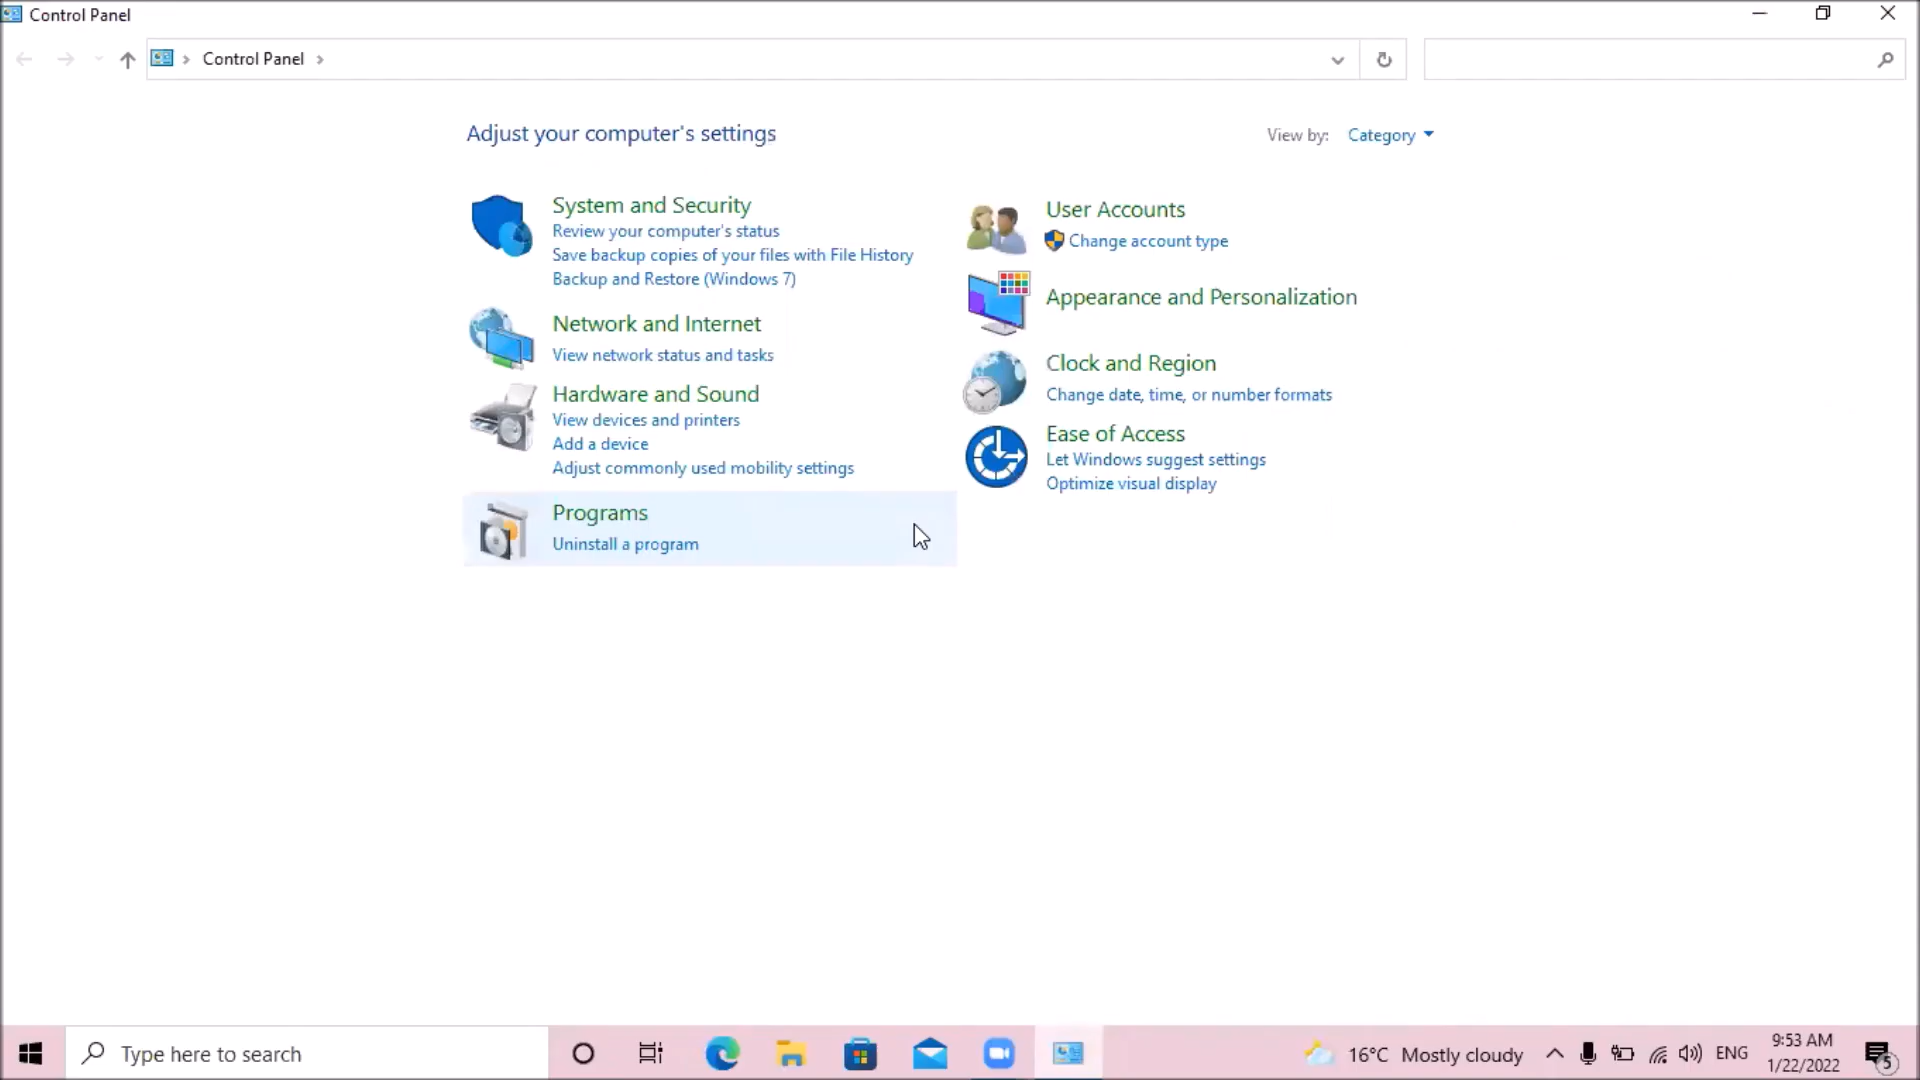 Control Panel
Control Panel
Adjust your computer's settings
View by: Category
System and Security
Review your computer's status
Save backup copies of your files with File History
Backup and Restore (Windows 7)
Network and Internet
View network status and tasks
Hardware and Sound
View devices and printers
Add a device
Adjust commonly used mobility settings
Programs
Uninstall a program
User Accounts
Change account type
Appearance and Personalization
Clock and Region
Change date, time, or number formats
Ease of Access
Let Windows suggest settings
Optimize visual display
Type here to search
16°C Mostly cloudy
ENG
9:53 AM
1/22/2022
5